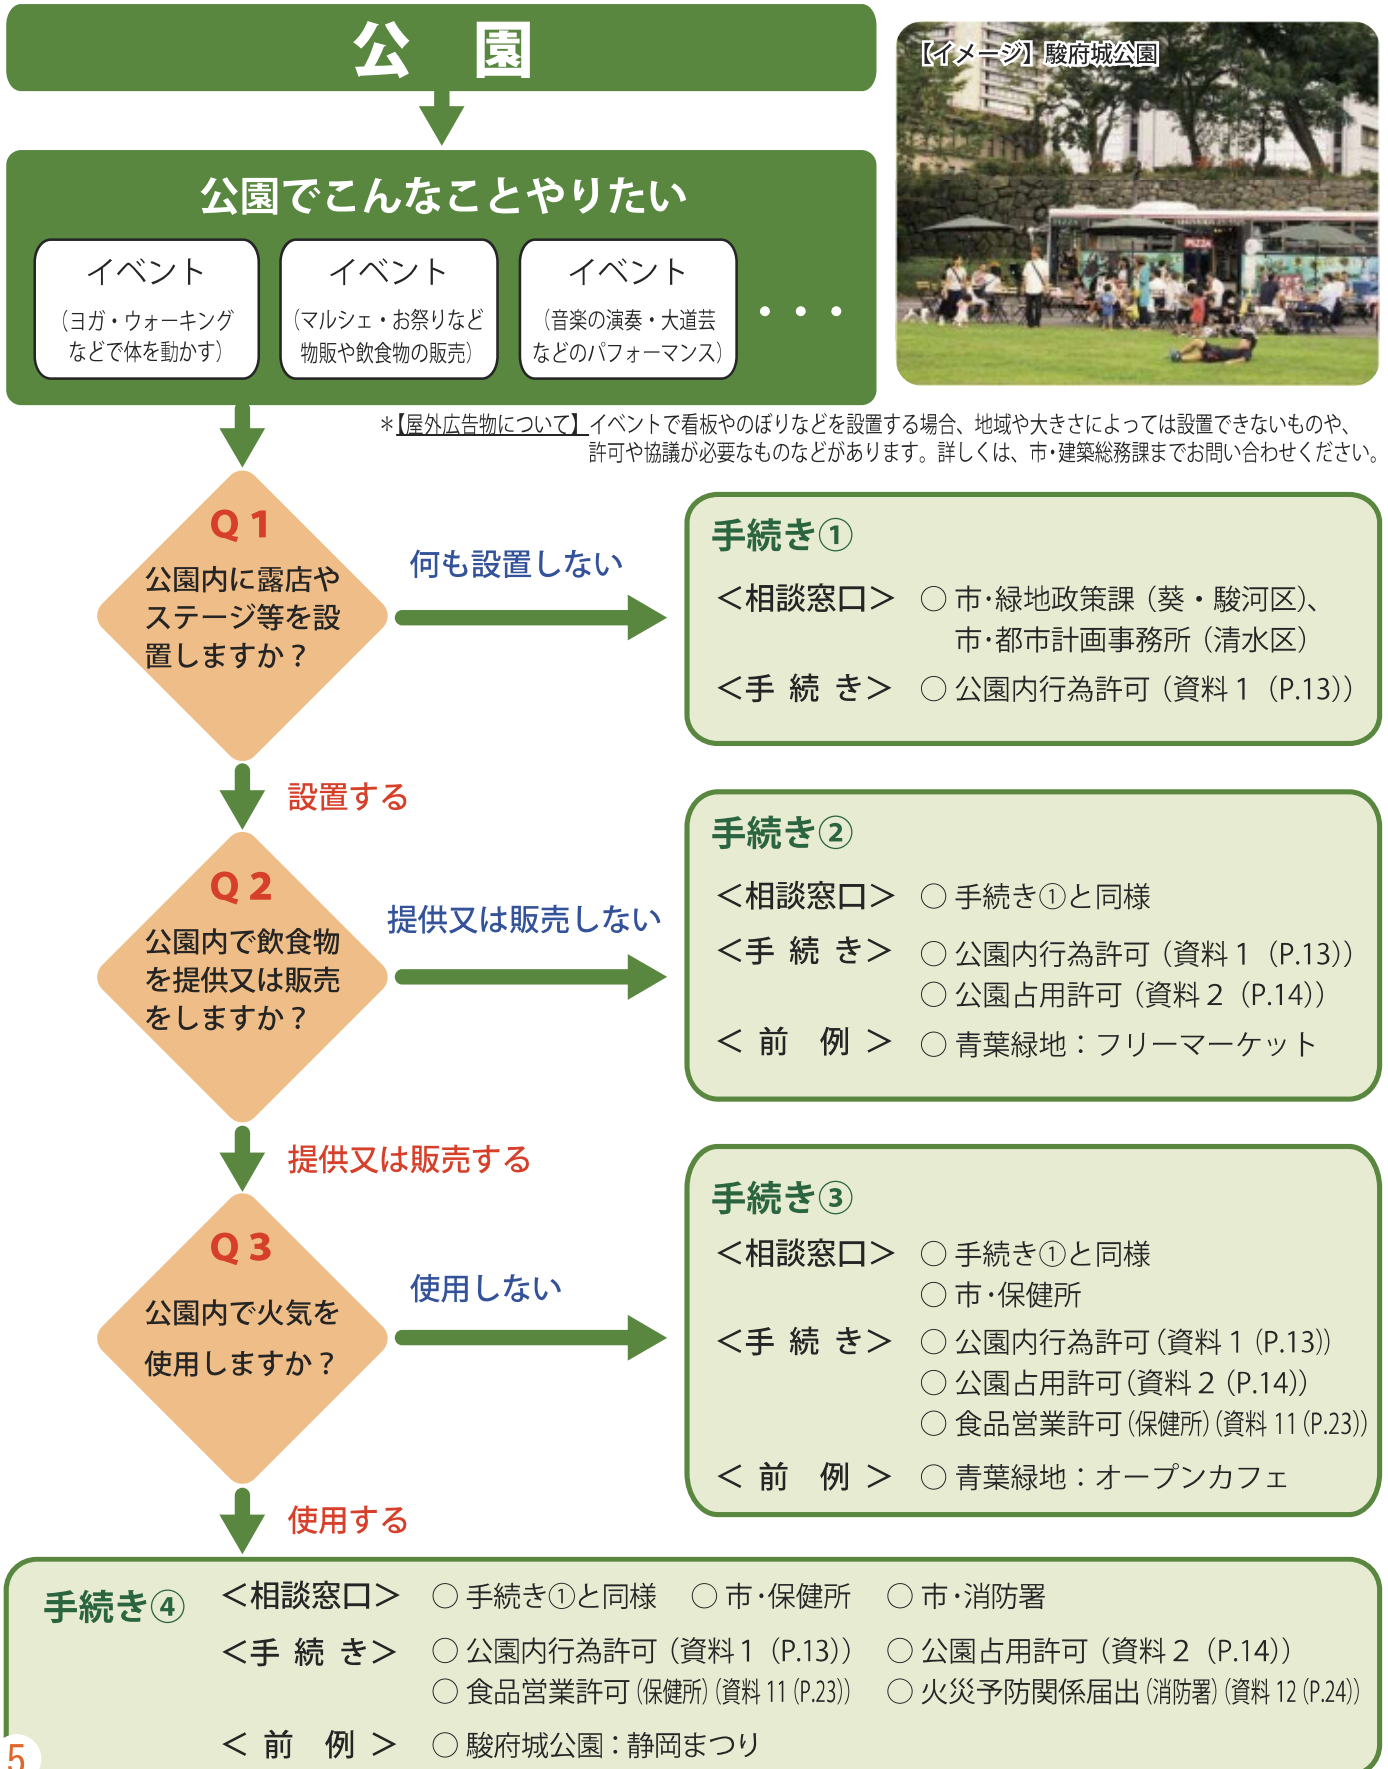 公　園
【イメージ】駿府城公園
PIZZA
公園でこんなことやりたい
イベント
（ヨガ・ウォーキング
などで体を動かす）
イベント
（マルシェ・お祭りなど
物販や飲食物の販売）
イベント
（音楽の演奏・大道芸
などのパフォーマンス）
・・・
＊【屋外広告物について】イベントで看板やのぼりなどを設置する場合、地域や大きさによっては設置できないものや、
許可や協議が必要なものなどがあります。詳しくは、市・建築総務課までお問い合わせください。
Q 1
公園内に露店や
ステージ等を設
置しますか？
何も設置しない
手続き①
＜相談窓口＞ ○ 市・緑地政策課（葵・駿河区）、
市・都市計画事務所（清水区）
＜手 続 き＞ ○ 公園内行為許可（資料１（P.13））
設置する
Q 2
公園内で飲食物
を提供又は販売
をしますか？
提供又は販売しない
手続き②
＜相談窓口＞ ○ 手続き①と同様
＜手 続 き＞ ○ 公園内行為許可（資料１（P.13））
○ 公園占用許可（資料２（P.14））
＜ 前　例 ＞ ○ 青葉緑地：フリーマーケット
提供又は販売する
Q 3
公園内で火気を
使用しますか？
使用しない
手続き③
＜相談窓口＞ ○ 手続き①と同様
○ 市・保健所
＜手 続 き＞ ○ 公園内行為許可（資料１（P.13））
○ 公園占用許可（資料２（P.14））
○ 食品営業許可（保健所）（資料 11（P.23））
＜ 前　例 ＞ ○ 青葉緑地：オープンカフェ
使用する
手続き④
＜相談窓口＞ ○ 手続き①と同様 ○ 市・保健所 ○ 市・消防署
＜手 続 き＞ ○ 公園内行為許可（資料１（P.13）） ○ 公園占用許可（資料２（P.14））
○ 食品営業許可（保健所）（資料 11（P.23）） ○ 火災予防関係届出（消防署）（資料 12（P.24））
＜ 前　例 ＞ ○ 駿府城公園：静岡まつり
5